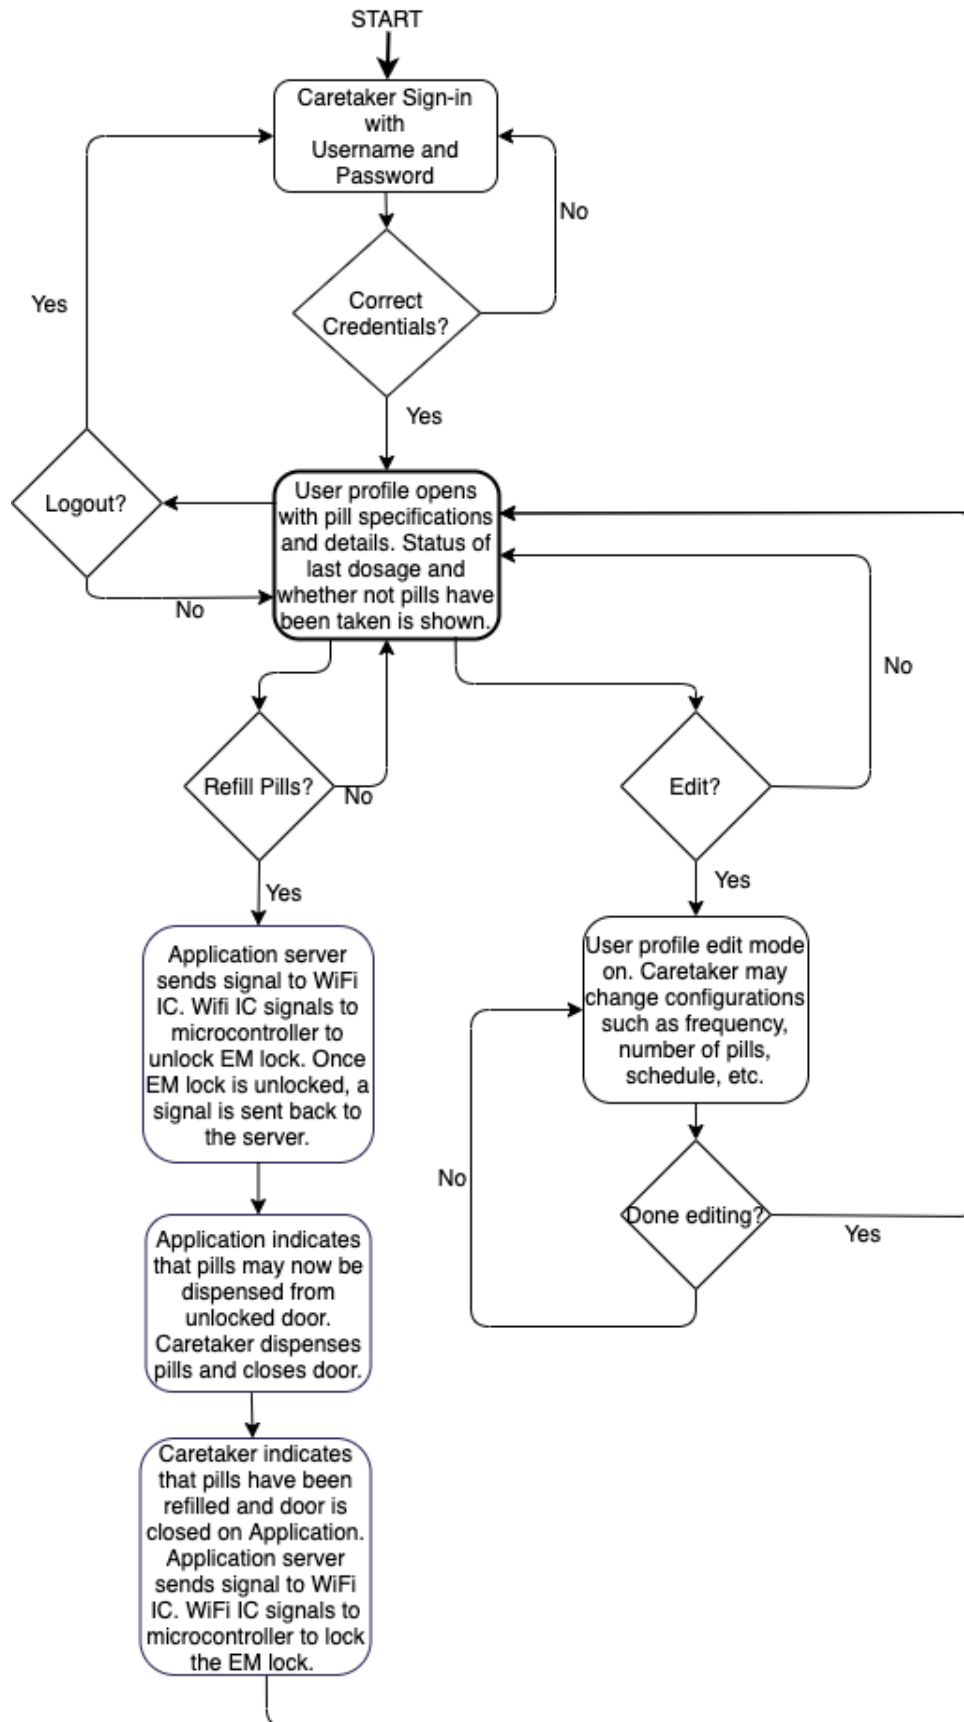 START
Caretaker Sign-in
with
Username and
Password
No
Yes
Correct
Credentials?
Yes
Logout?
User profile opens
with pill specifications
and details. Status of
last dosage and
whether not pills have
been taken is shown.
No
No
Refill Pills?
No
Edit?
Yes
Yes
Application server
sends signal to WiFi
IC. Wifi IC signals to
microcontroller to
unlock EM lock. Once
EM lock is unlocked, a
signal is sent back to
the server.
User profile edit mode
on. Caretaker may
change configurations
such as frequency,
number of pills,
schedule, etc.
No
Done editing?
Yes
Application indicates
that pills may now be
dispensed from
unlocked door.
Caretaker dispenses
pills and closes door.
Caretaker indicates
that pills have been
refilled and door is
closed on Application.
Application server
sends signal to WiFi
IC. WiFi IC signals to
microcontroller to lock
the EM lock.